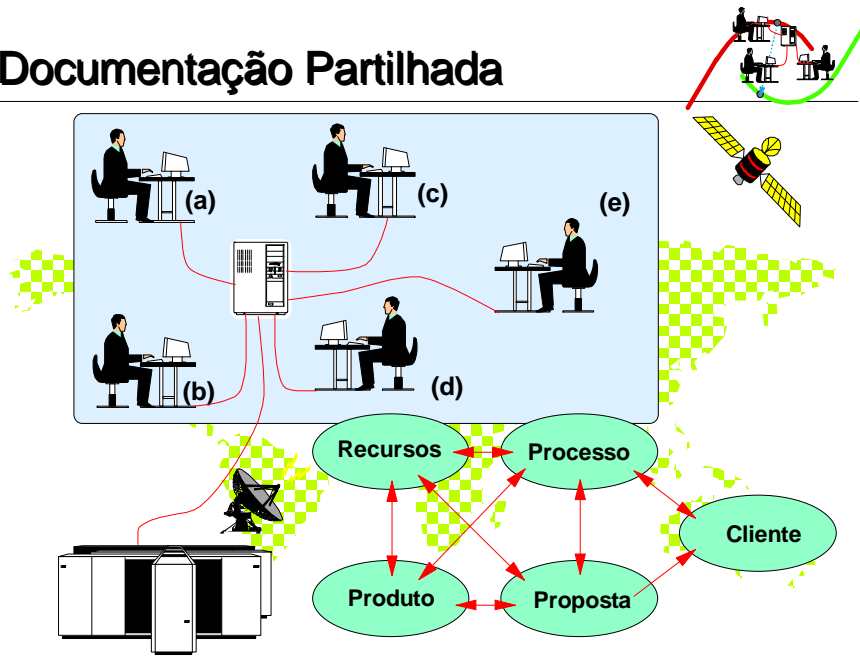 Documentação Partilhada
(a)
(c)
(e)
(b)
(d)
Recursos
Processo
Cliente
Produto
Proposta